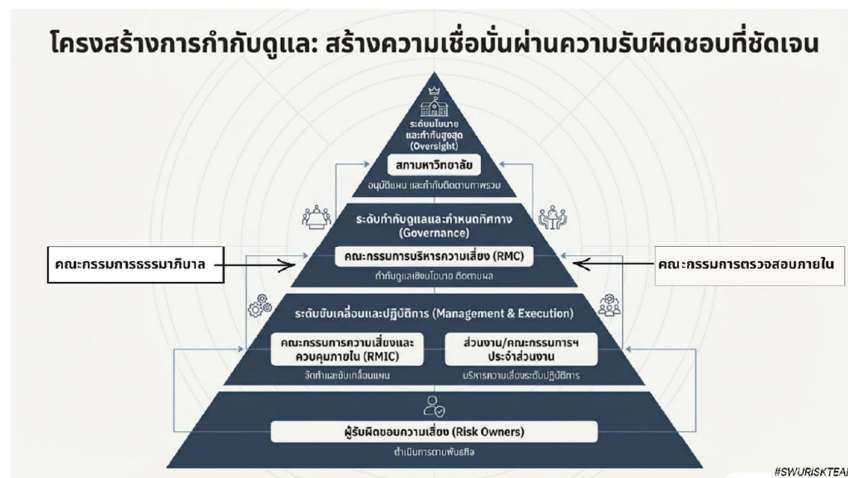 โครงสร้างการกำกับดูแล: สร้างความเชื่อมั่นผ่านความรับผิดชอบที่ชัดเจน
ระดับนโยบาย
และกำกับสูงสุด
(Oversight)
สภามหาวิทยาลัย
อนุมัติแผน และกำกับติดตามภาพรวม
ระดับกำกับดูแลและกำหนดทิศทาง
(Governance)
คณะกรรมการธรรมาภิบาล
คณะกรรมการบริหารความเสี่ยง (RMC)
คณะกรรมการตรวจสอบภายใน
กำกับดูแลเชิงนโยบาย ติดตามผล
ระดับขับเคลื่อนและปฏิบัติการ (Management & Execution)
คณะกรรมการความเสี่ยงและ
ควบคุมภายใน (RMIC)
จัดทำและขับเคลื่อนแผน
ส่วนงาน/คณะกรรมการฯ
ประจำส่วนงาน
บริหารความเสี่ยงระดับปฏิบัติการ
ผู้รับผิดชอบความเสี่ยง (Risk Owners)
ดำเนินการตามพันธกิจ
#SWURISKTEA